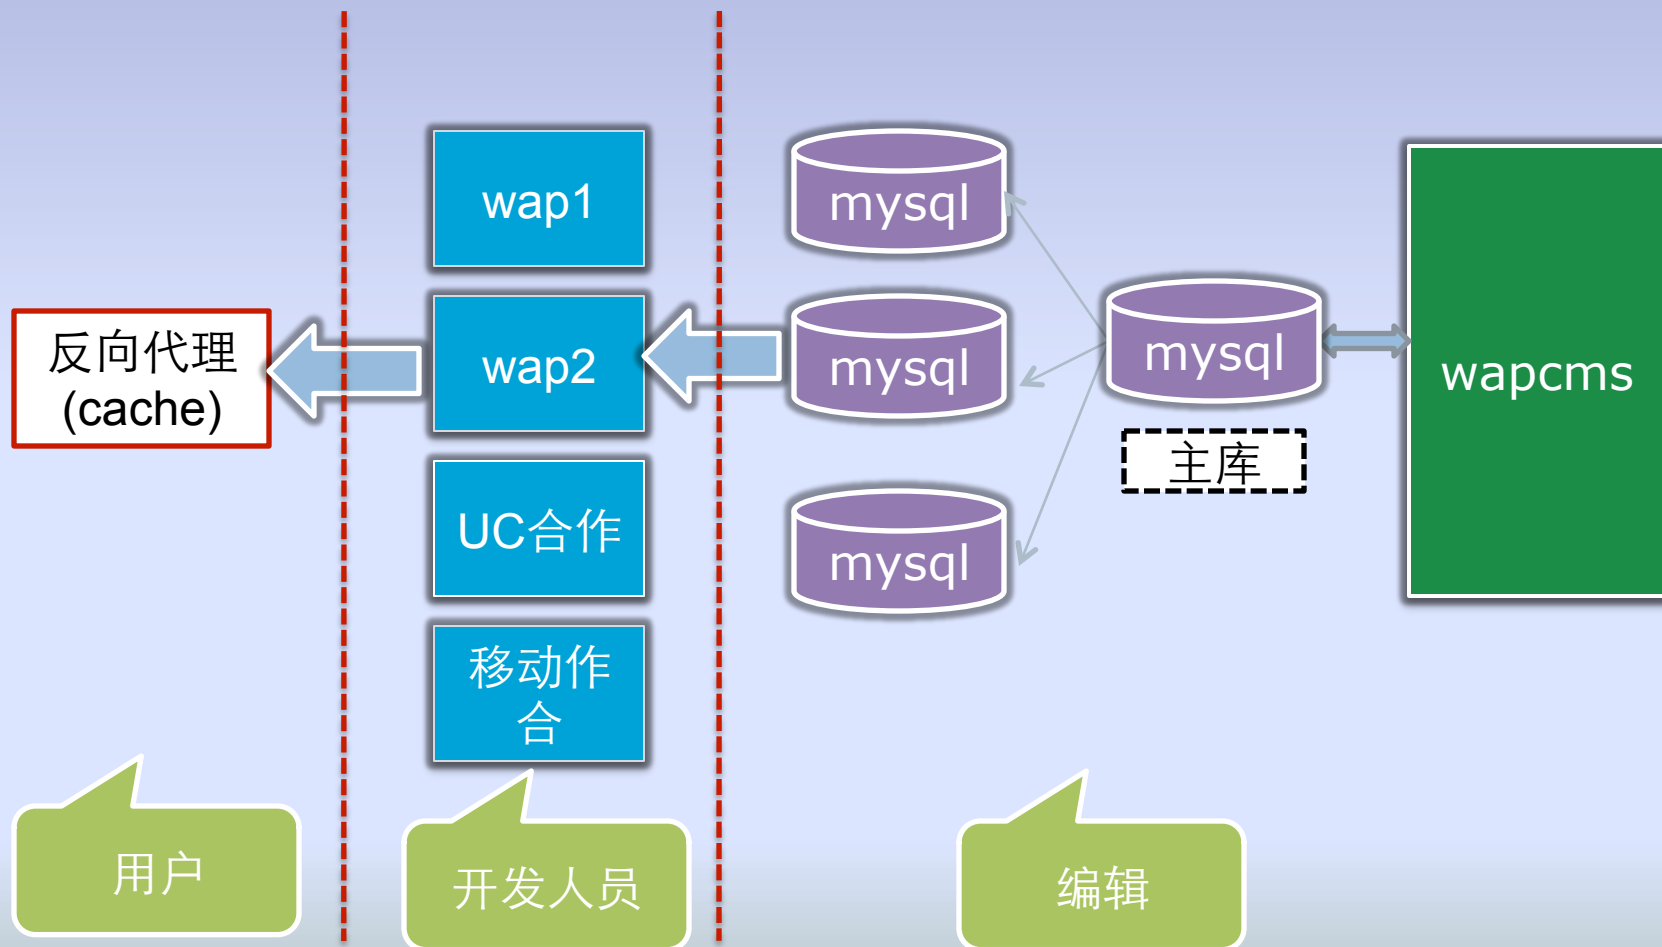 wap1
mysql
反向代理
(cache)
wap2
mysql
mysql
主库
wapcms
UC合作
mysql
移动作
合
用户
开发人员
编辑